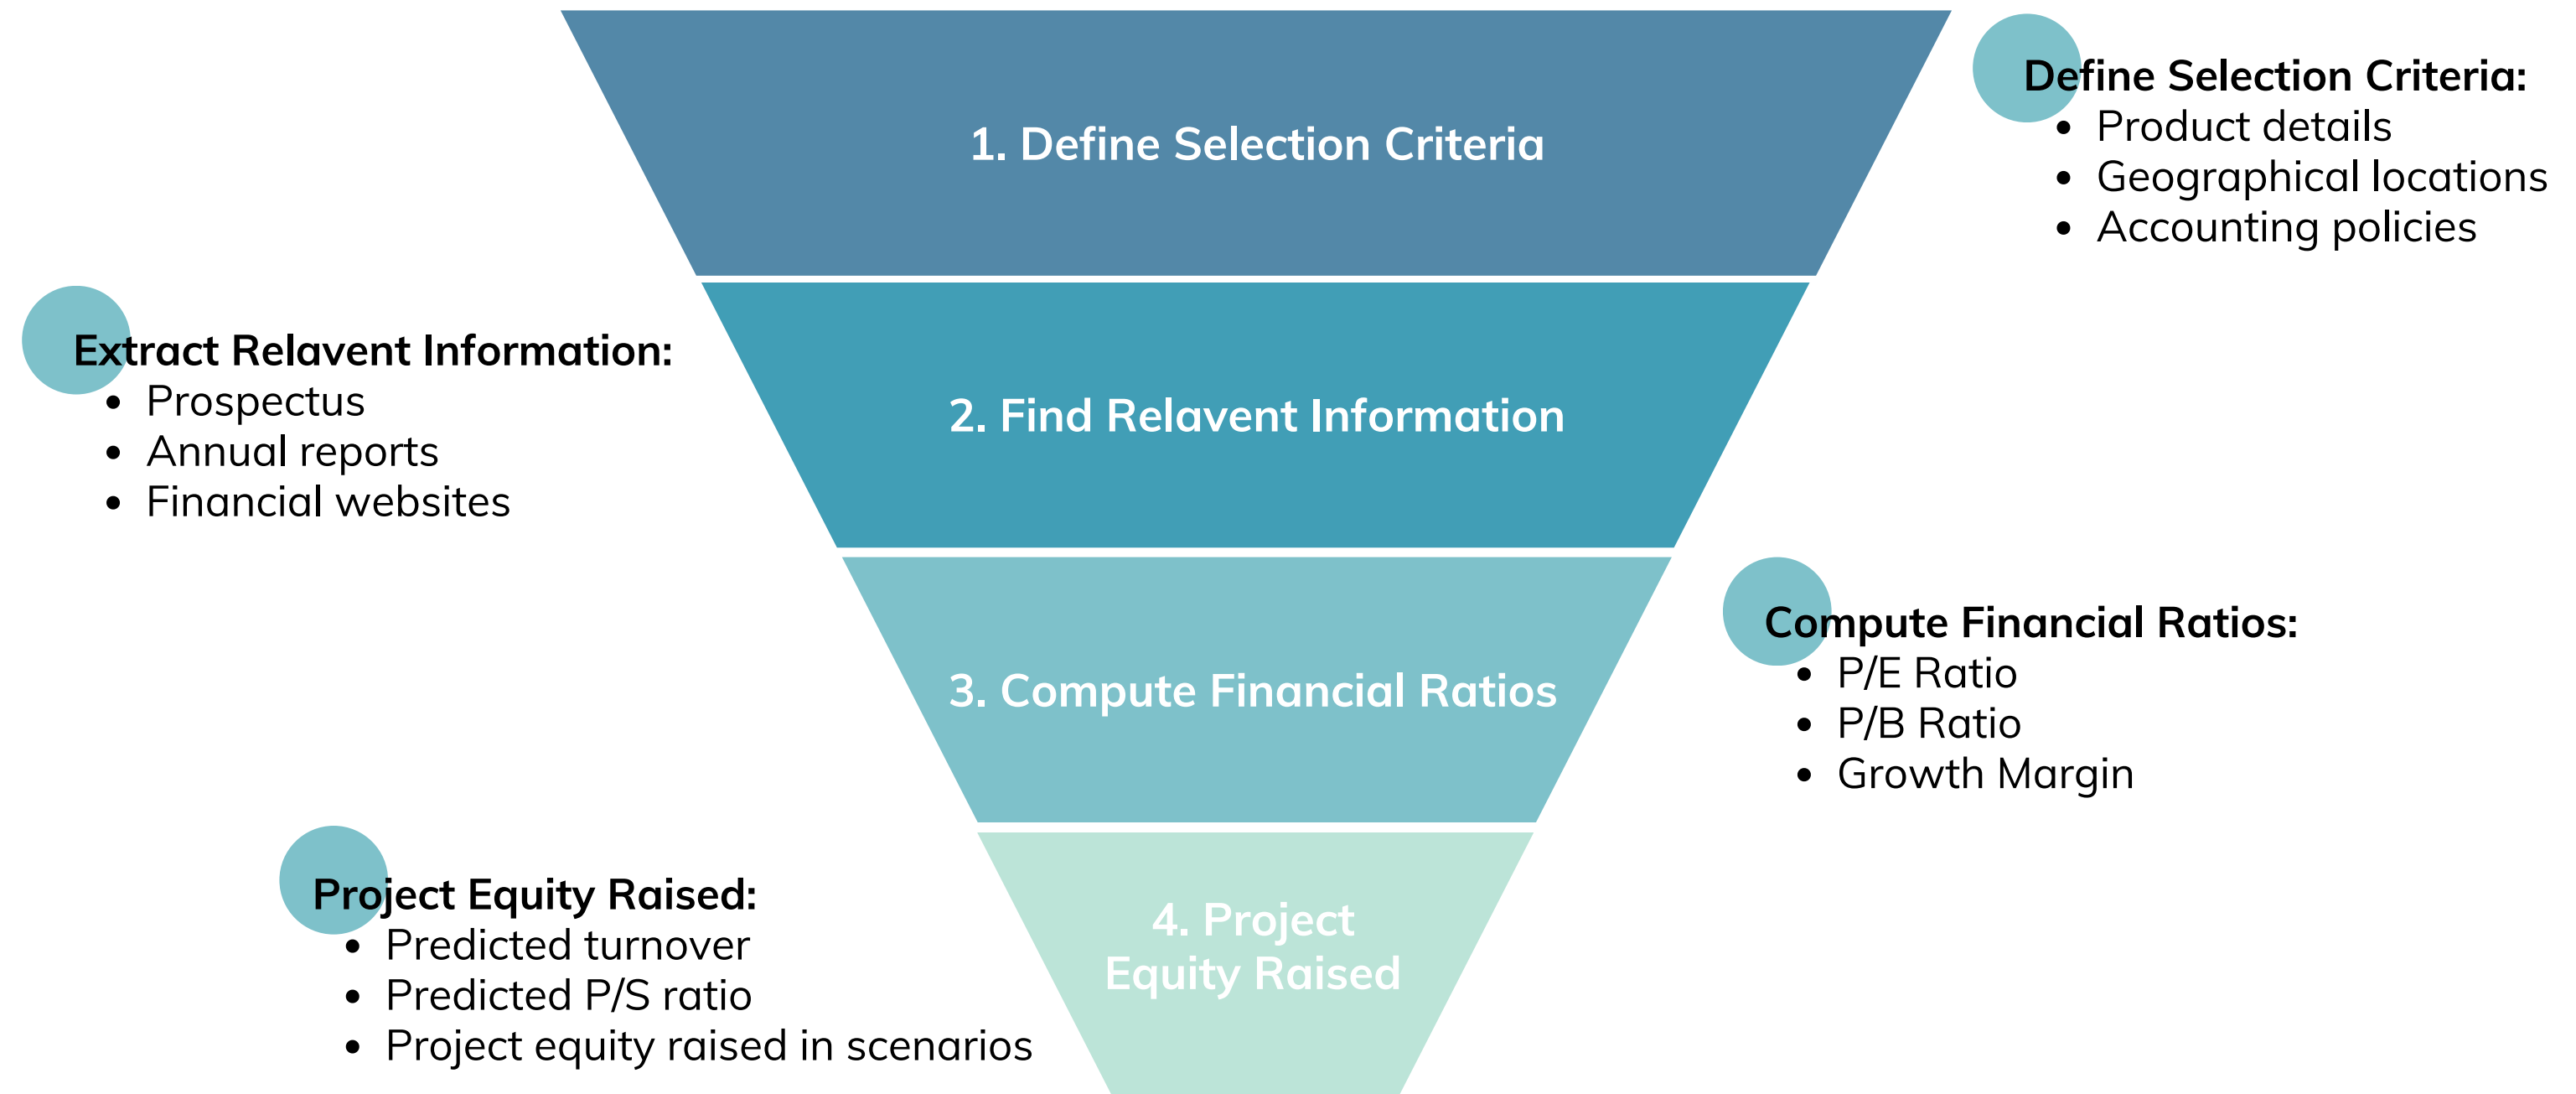 1. Define Selection Criteria
Define Selection Criteria:
• Product details
• Geographical locations
• Accounting policies
Extract Relavent Information:
• Prospectus
• Annual reports
• Financial websites
2. Find Relavent Information
3. Compute Financial Ratios
Compute Financial Ratios:
• P/E Ratio
• P/B Ratio
• Growth Margin
Project Equity Raised:
• Predicted turnover
• Predicted P/S ratio
• Project equity raised in scenarios
4. Project
Equity Raised